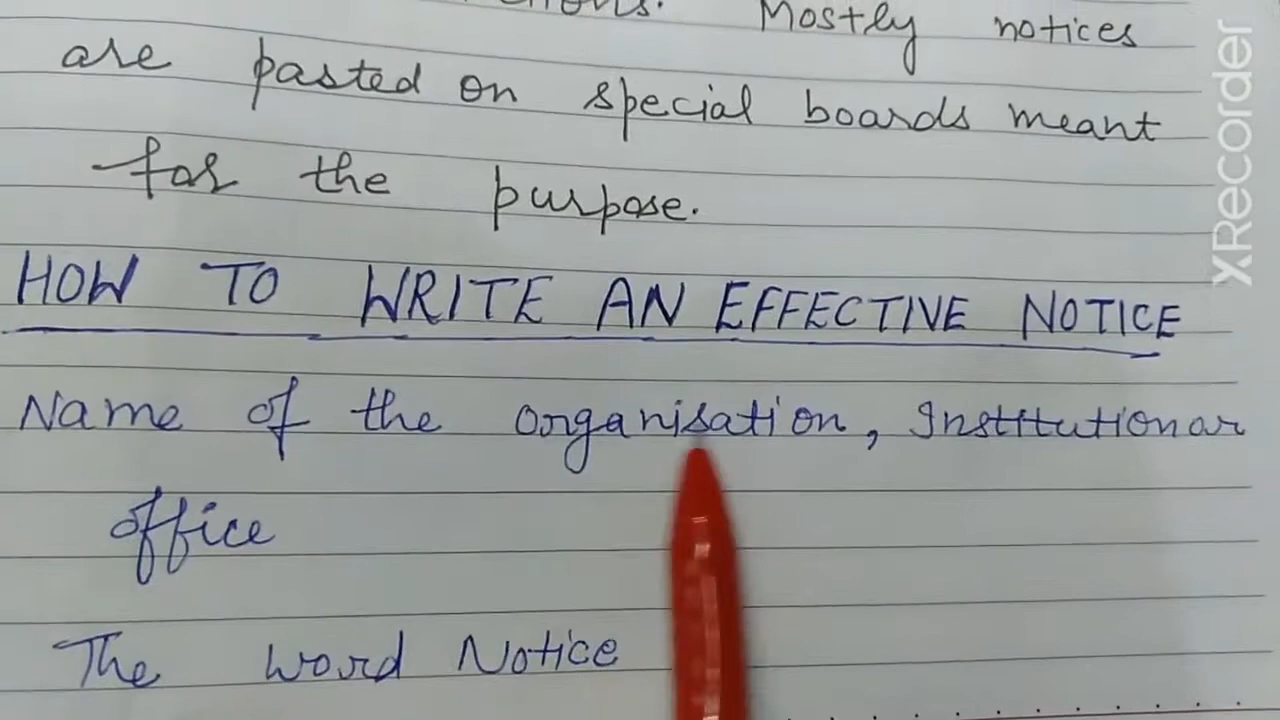 Mostly notices
are pasted on special boards meant
for the purpose.
HOW TO WRITE AN EFFECTIVE NOTICE
Name of the organisation, Institution or
office
The word Notice
XRecorder